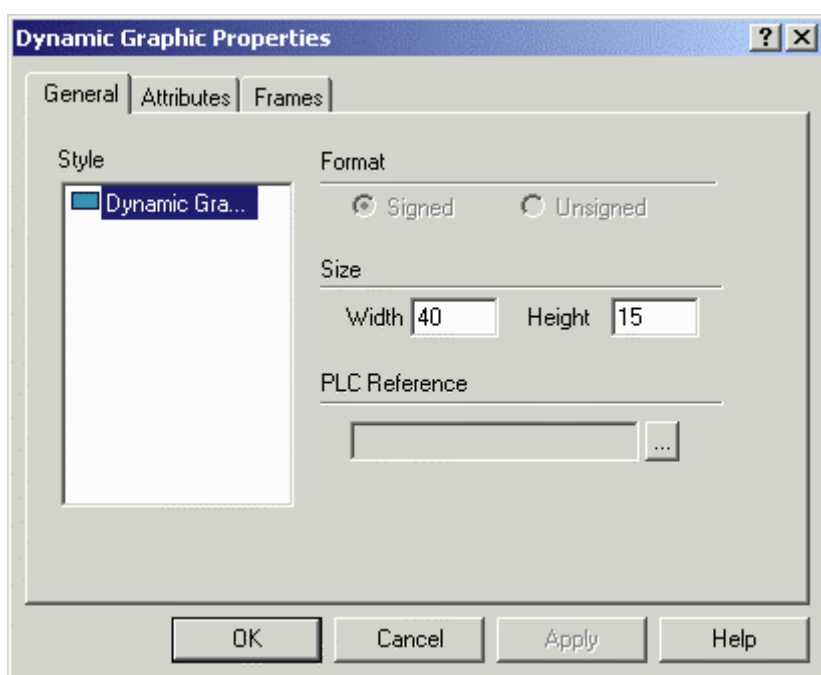 Dynamic Graphic Properties
General Attributes Frames
Style
Dynamic Gra...
Format
Signed Unsigned
Size
Width 40 Height 15
PLC Reference
...
OK Cancel Apply Help